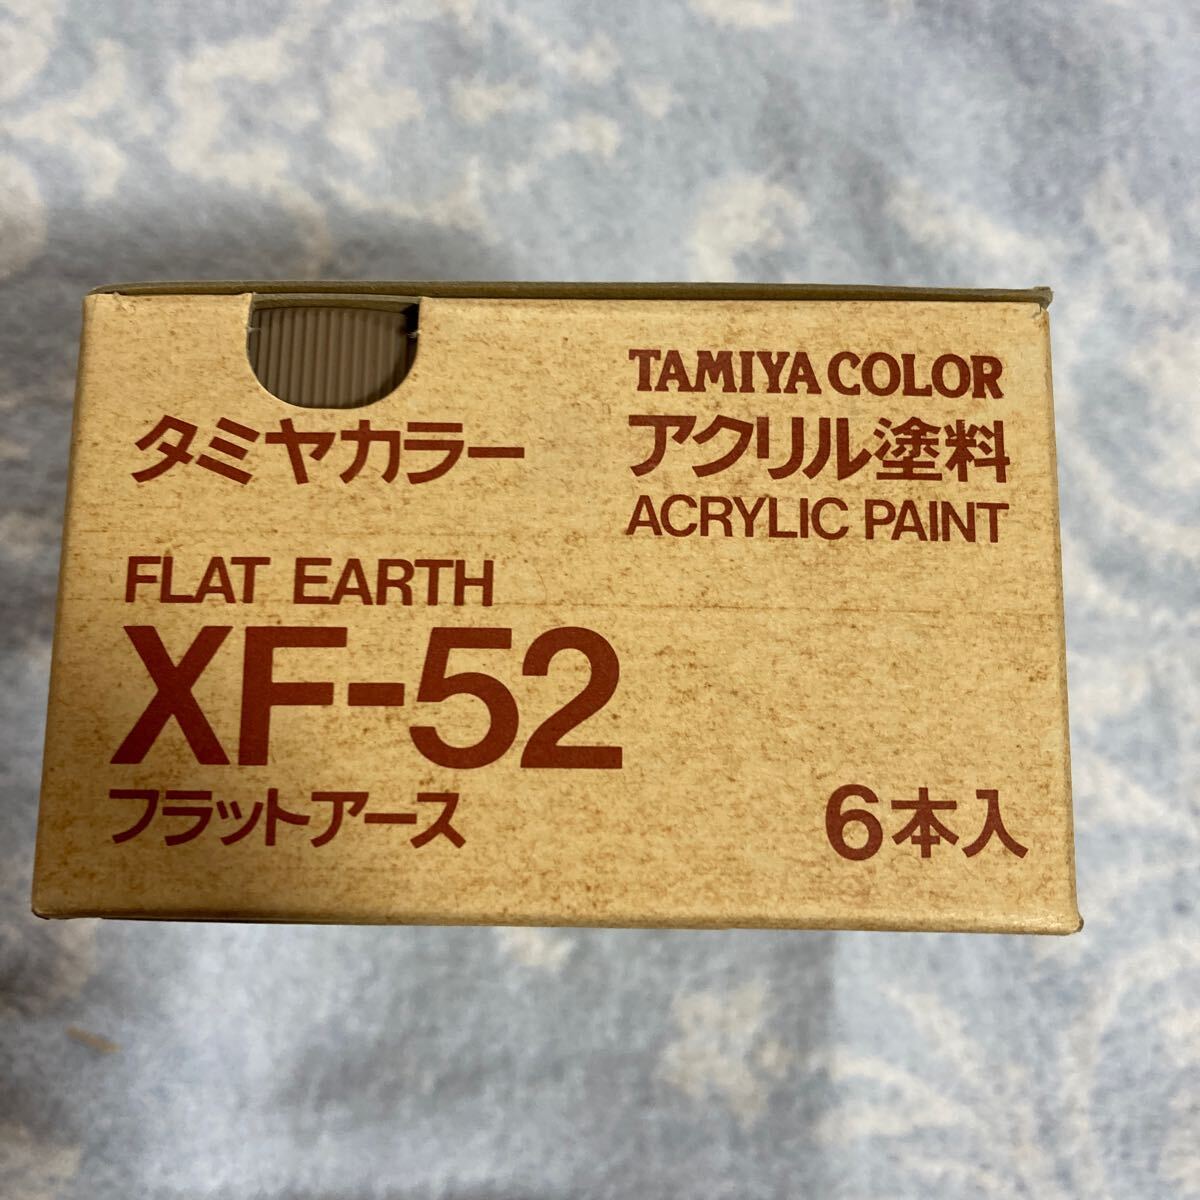 TAMIYA COLOR
タミヤカラー
アクリル塗料
ACRYLIC PAINT
FLAT EARTH
XF-52
フラットアース
6本入